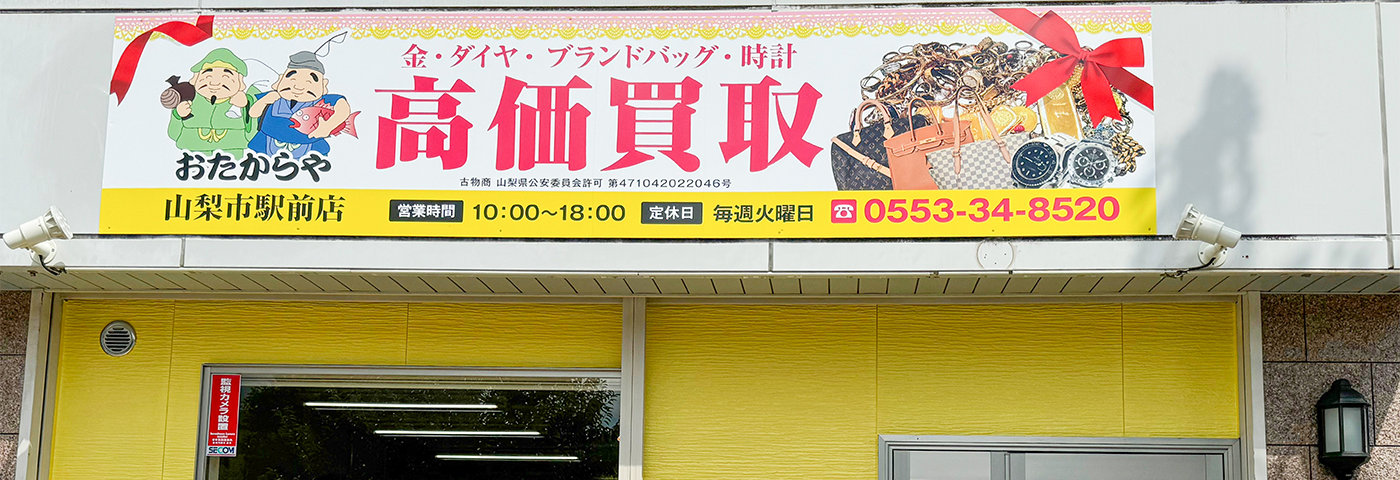 金・ダイヤ・ブランドバッグ・時計
高価買取
おたからや
古物商 山梨県公安委員会許可 第471042022046号
山梨市駅前店 営業時間 10:00～18:00 定休日 毎週火曜日 0553-34-8520
監視カメラ設置
SECOM